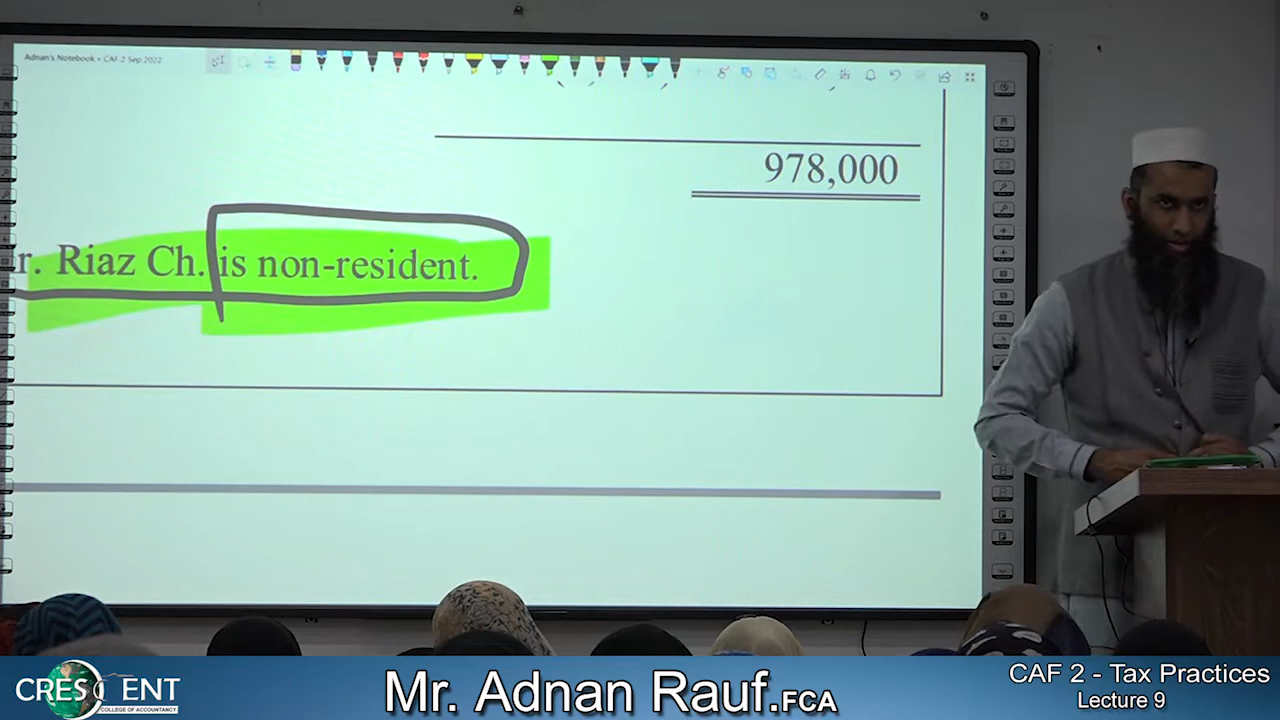 Adnan's Notebook • CAF 2 Sep 2022
978,000
r. Riaz Ch. is non-resident.
CRESCENT
COLLEGE OF ACCOUNTANCY
Mr. Adnan Rauf.FCA
CAF 2 - Tax Practices
Lecture 9